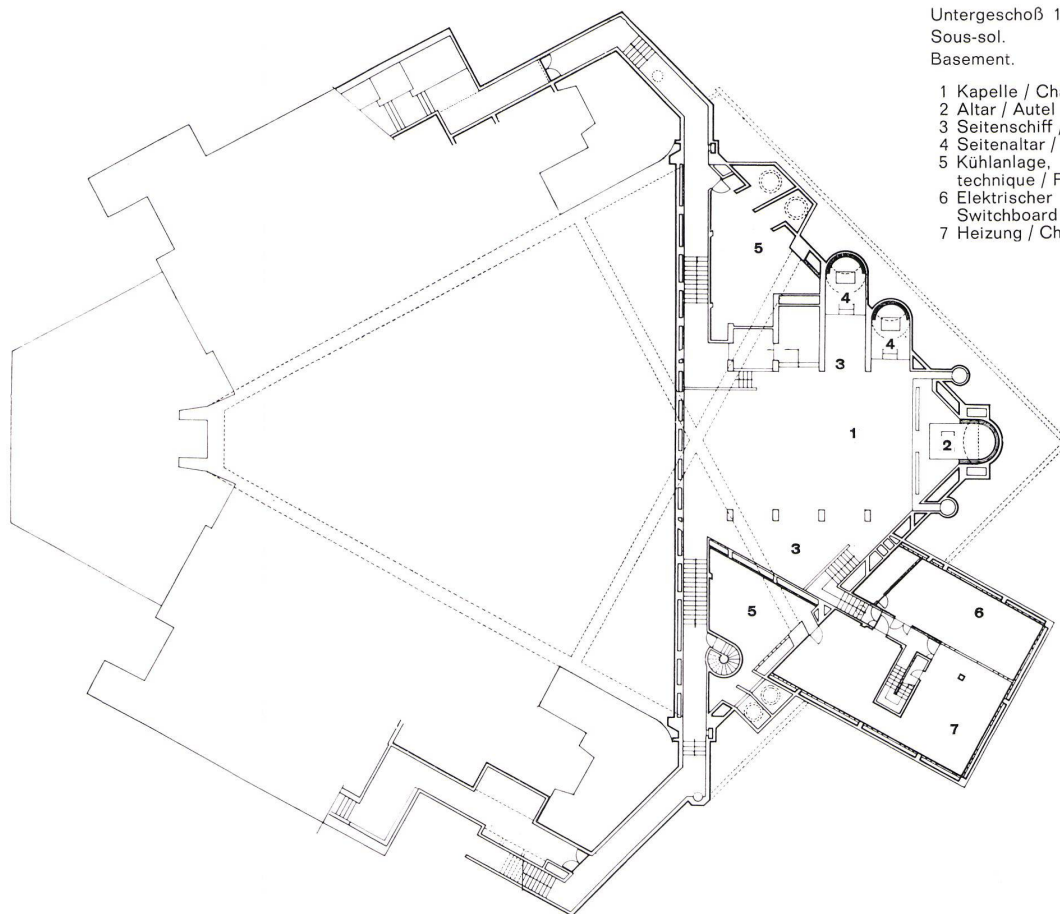 Untergeschoß 1
Sous-sol.
Basement.
1 Kapelle / Cha
2 Altar / Autel
3 Seitenschiff /
4 Seitenaltar /
5 Kühlanlage,
technique / F
6 Elektrischer
Switchboard
7 Heizung / Ch
5
4
4
3
1
2
3
5
6
7